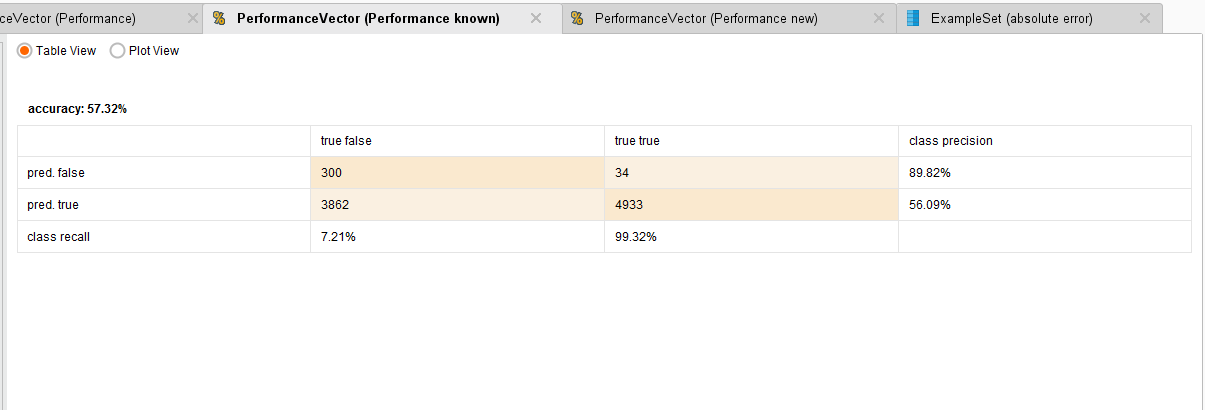 ceVector (Performance) PerformanceVector (Performance known) PerformanceVector (Performance new) ExampleSet (absolute error)
Table View Plot View
accuracy: 57.32%
true false true true class precision
pred. false 300 34 89.82%
pred. true 3862 4933 56.09%
class recall 7.21% 99.32%